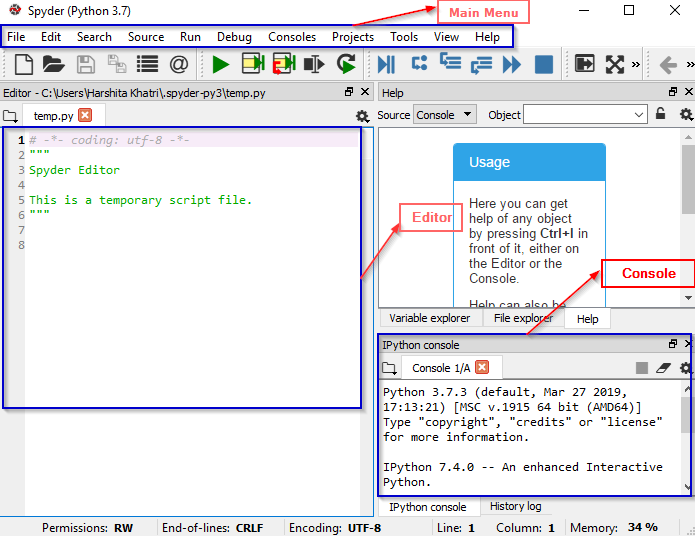 Spyder (Python 3.7)
Main Menu
File Edit Search Source Run Debug Consoles Projects Tools View Help
Editor - C:\Users\Harshita Khatri\.spyder-py3\temp.py
temp.py
1 # -*- coding: utf-8 -*-
2 """
3 Spyder Editor
4
5 This is a temporary script file.
6 """
7
8
Editor
Help
Source Console Object
Usage
Here you can get
help of any object
by pressing Ctrl+I in
front of it, either on
the Editor or the
Console.
Help can also be
Console
Variable explorer File explorer Help
IPython console
Console 1/A
Python 3.7.3 (default, Mar 27 2019,
17:13:21) [MSC v.1915 64 bit (AMD64)]
Type "copyright", "credits" or "license"
for more information.
IPython 7.4.0 -- An enhanced Interactive
Python.
IPython console History log
Permissions: RW End-of-lines: CRLF Encoding: UTF-8 Line: 1 Column: 1 Memory: 34 %